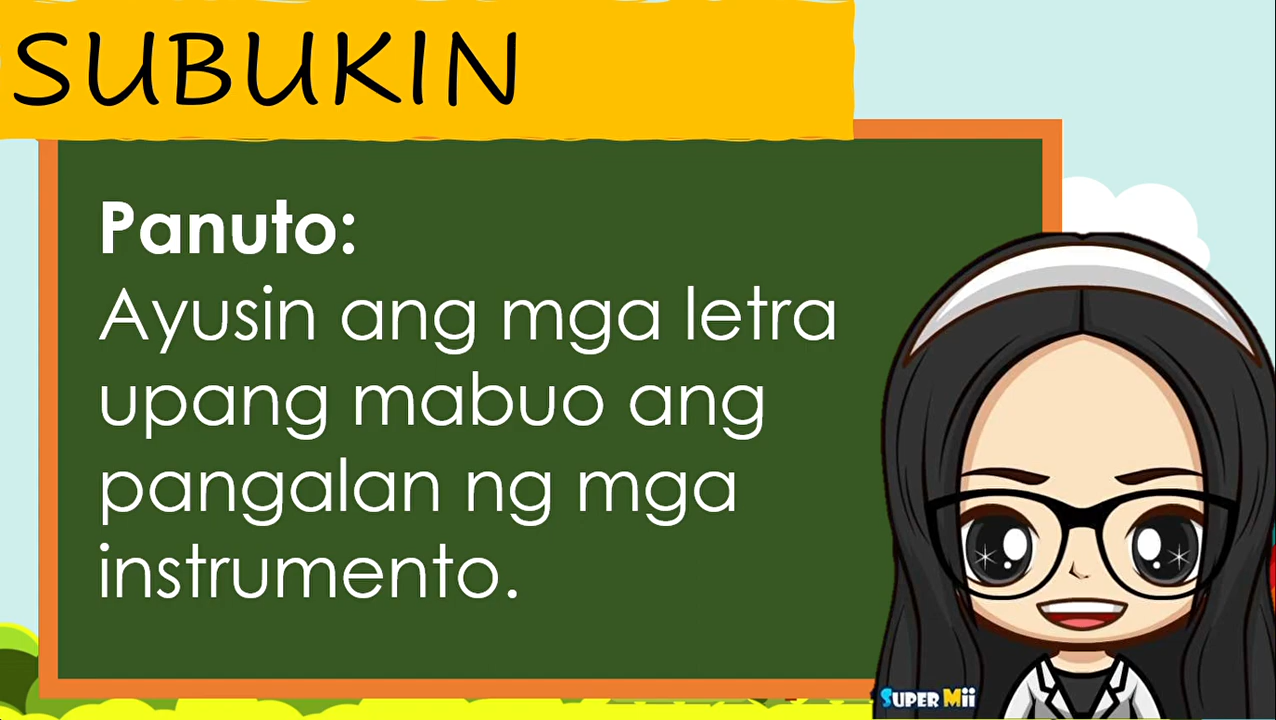 SUBUKIN
Panuto:
Ayusin ang mga letra
upang mabuo ang
pangalan ng mga
instrumento.
SUPER Mii